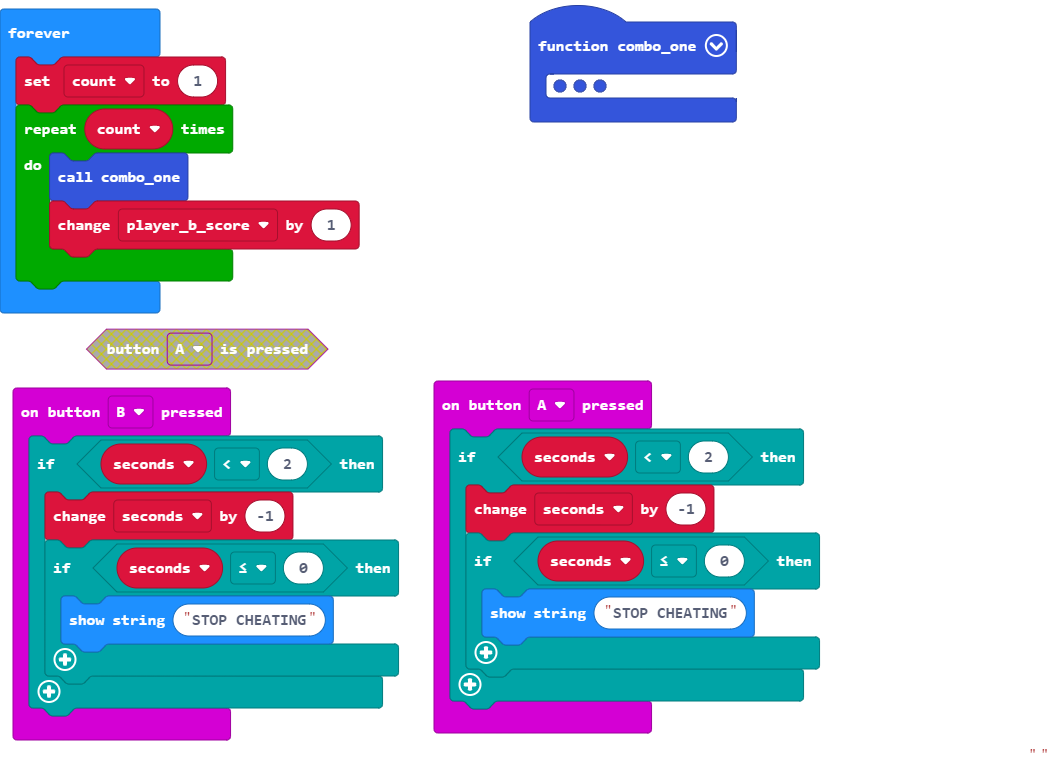 forever
function combo_one
set count to 1
repeat count times
do
call combo_one
change player_b_score by 1
button A is pressed
on button B pressed
if seconds < 2 then
change seconds by -1
if seconds ≤ 0 then
show string "STOP CHEATING"
on button A pressed
if seconds < 2 then
change seconds by -1
if seconds ≤ 0 then
show string "STOP CHEATING"
" "